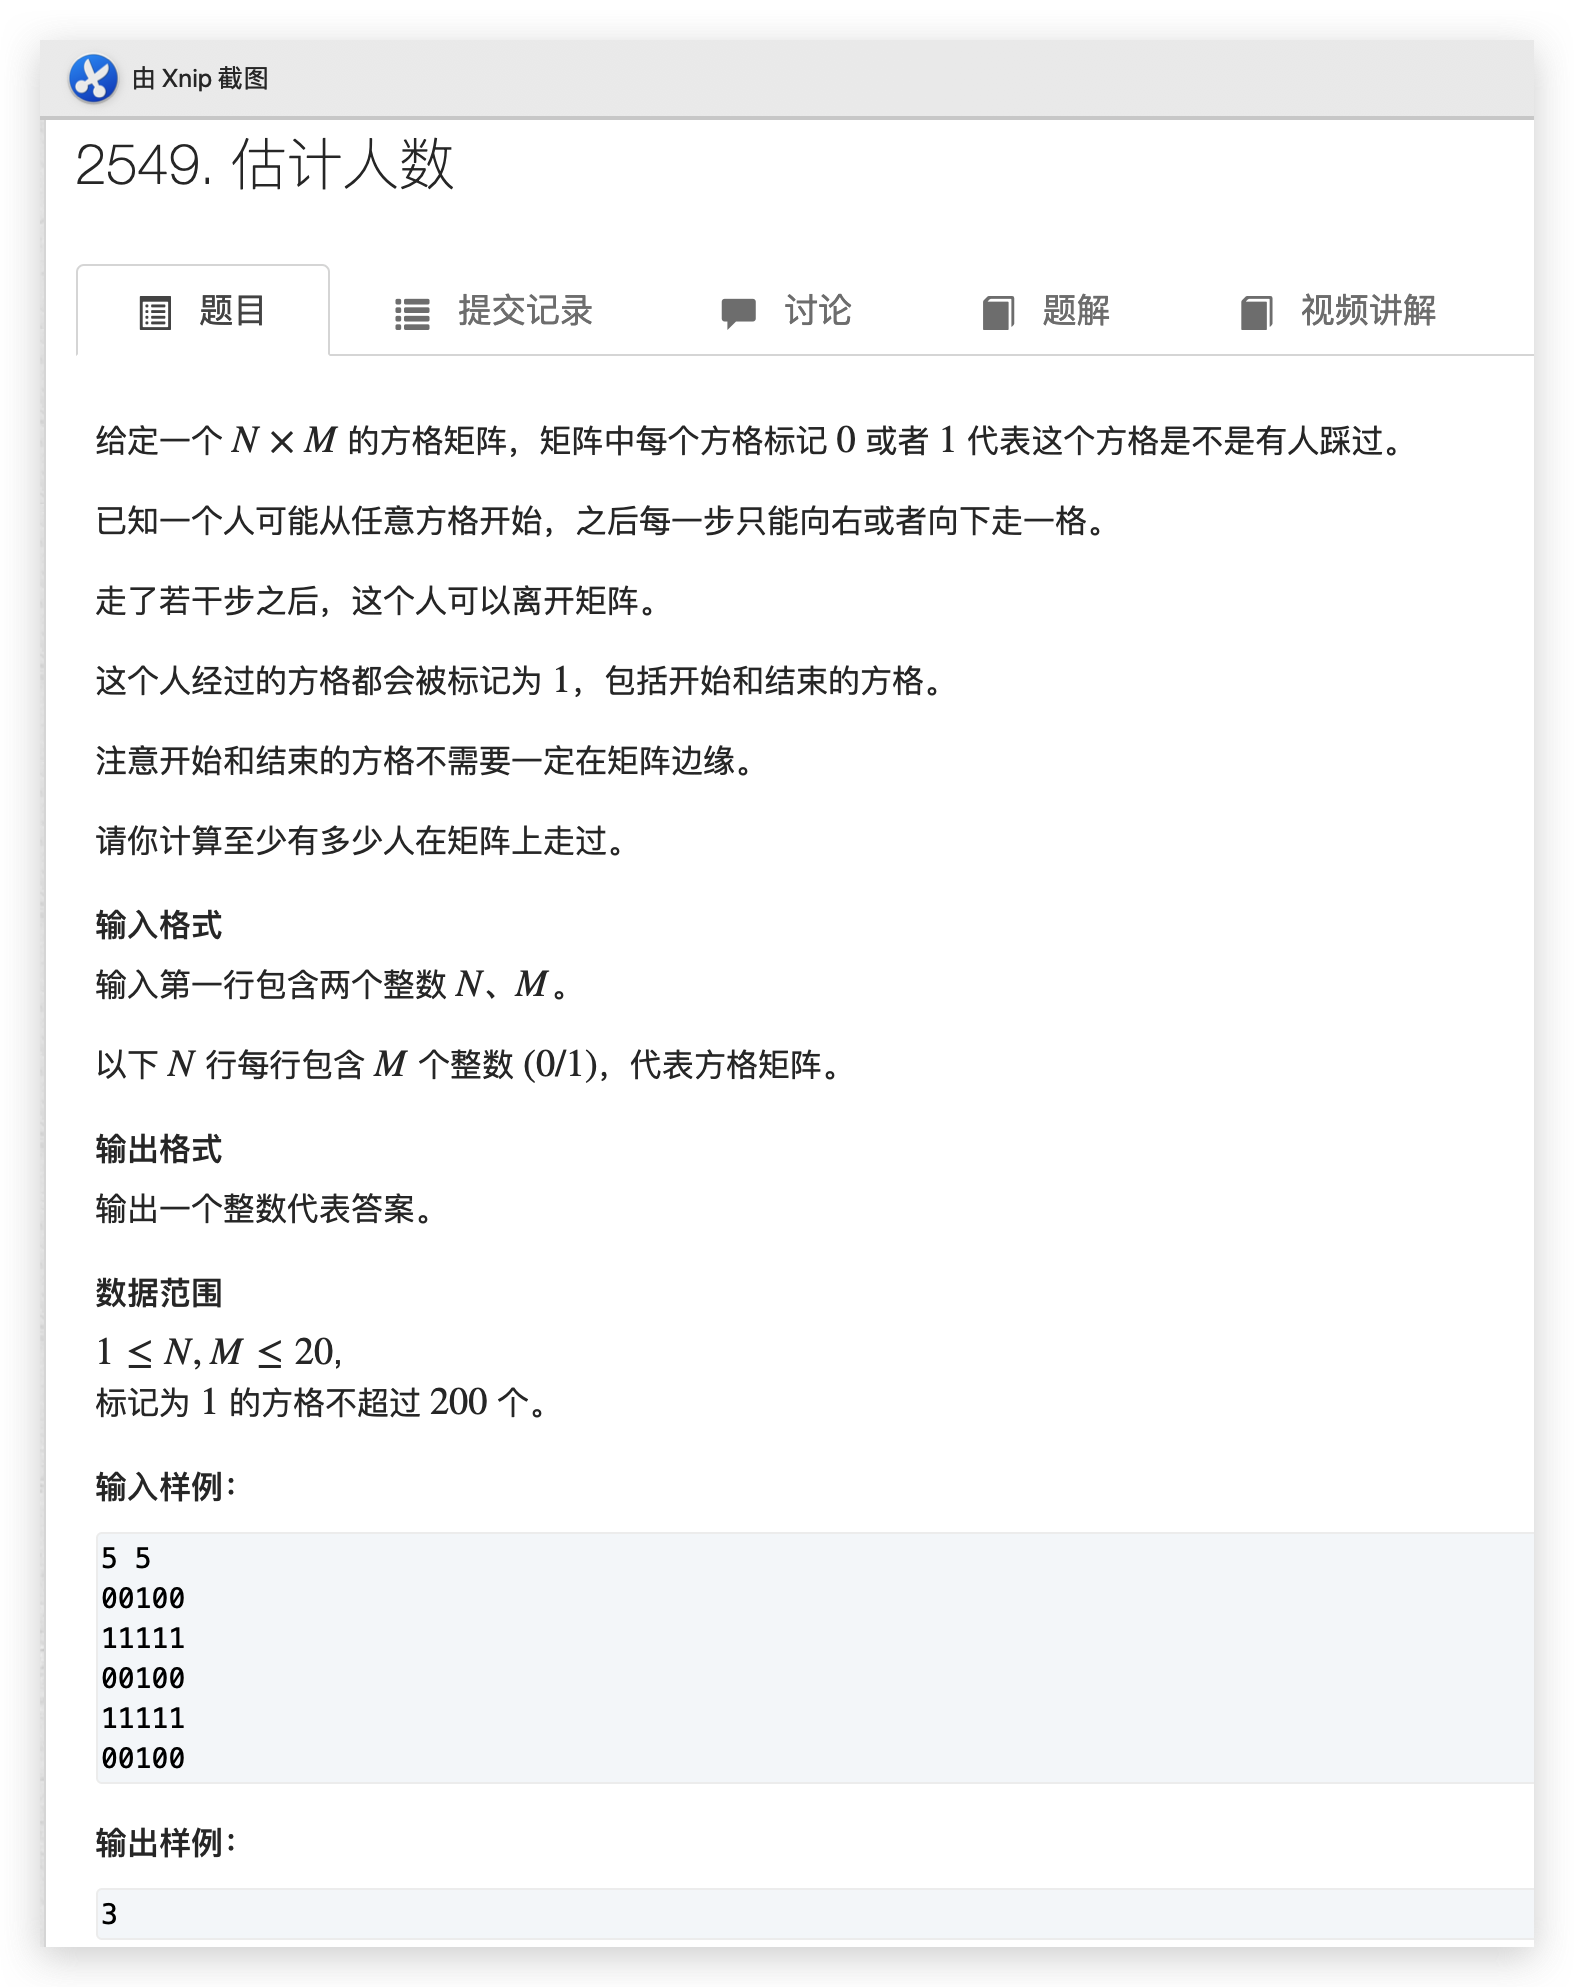 由 Xnip 截图
2549. 估计人数
题目 提交记录 讨论 题解 视频讲解
给定一个 N × M 的方格矩阵，矩阵中每个方格标记 0 或者 1 代表这个方格是不是有人踩过。
已知一个人可能从任意方格开始，之后每一步只能向右或者向下走一格。
走了若干步之后，这个人可以离开矩阵。
这个人经过的方格都会被标记为 1，包括开始和结束的方格。
注意开始和结束的方格不需要一定在矩阵边缘。
请你计算至少有多少人在矩阵上走过。
输入格式
输入第一行包含两个整数 N、M。
以下 N 行每行包含 M 个整数 (0/1)，代表方格矩阵。
输出格式
输出一个整数代表答案。
数据范围
1 ≤ N, M ≤ 20,
标记为 1 的方格不超过 200 个。
输入样例：
5 5
00100
11111
00100
11111
00100
输出样例：
3